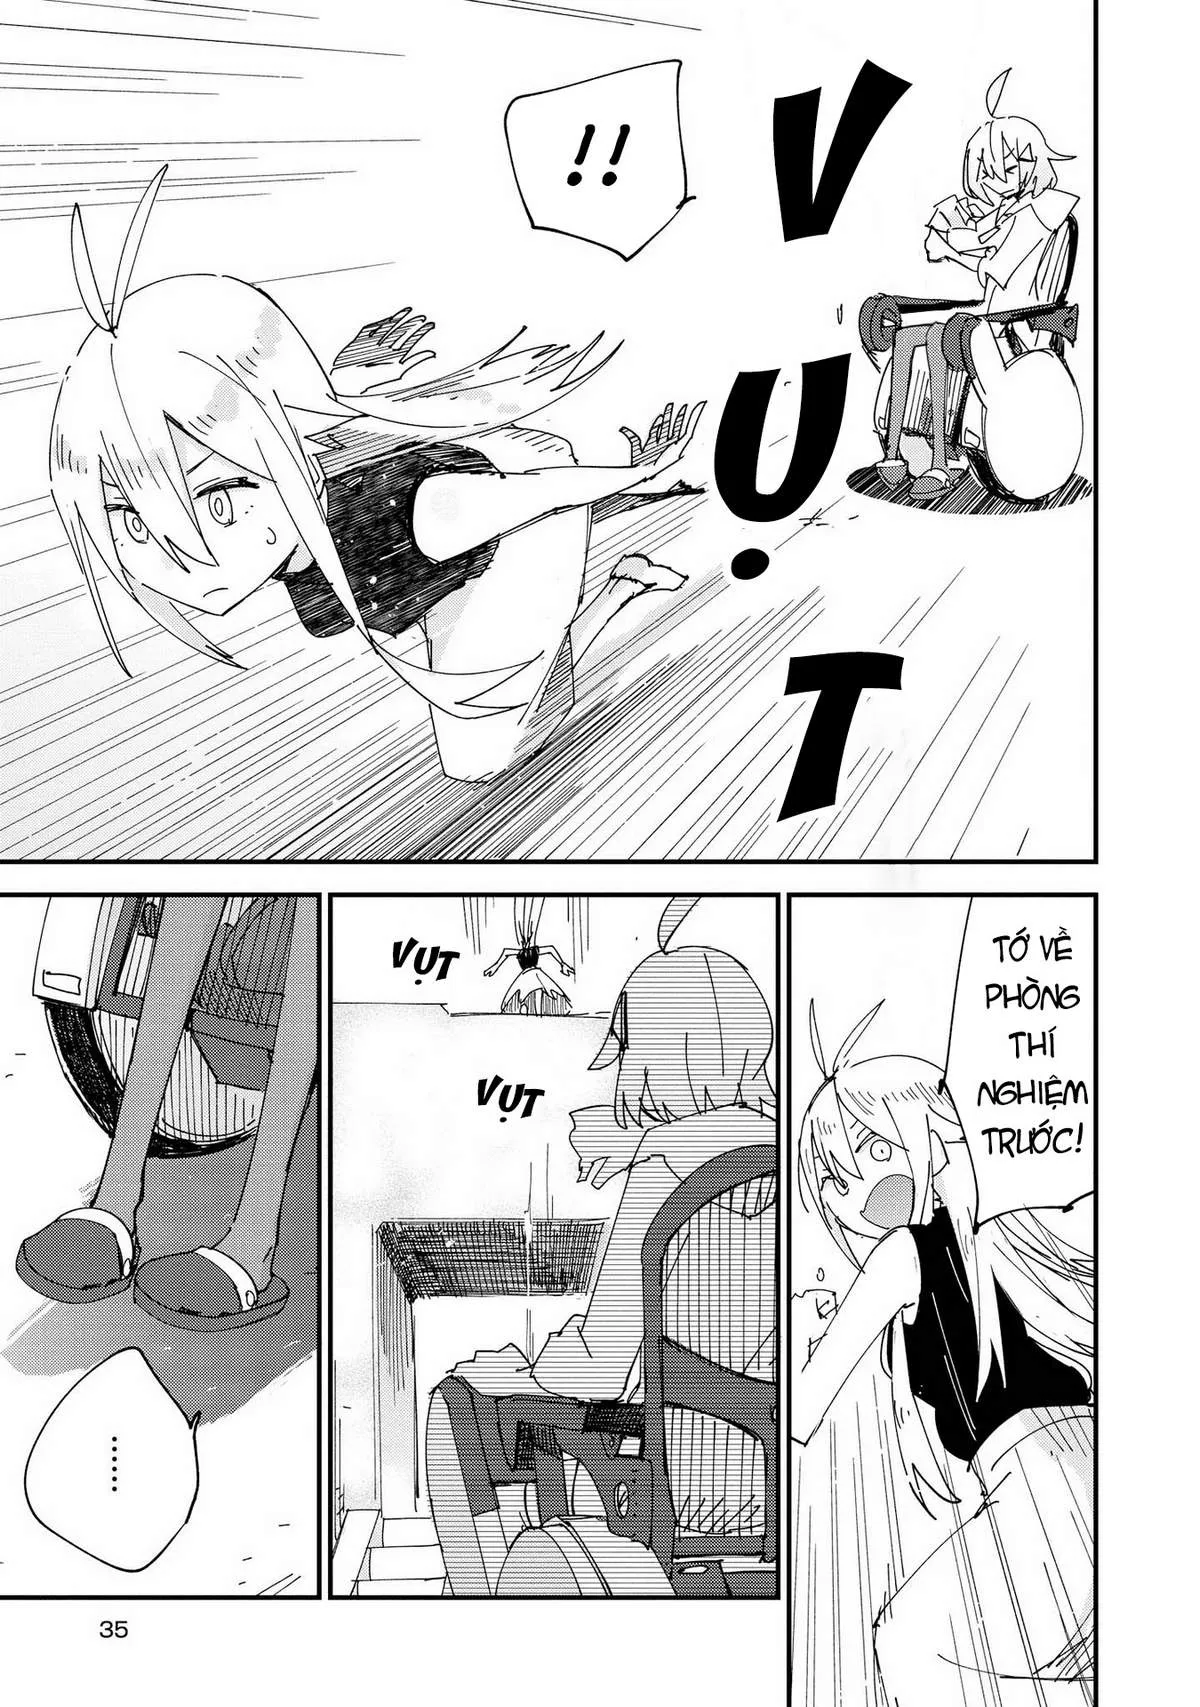 !!
VỤT
TỚ VỀ
PHÒNG
THÍ
NGHIỆM
TRƯỚC!
VỤT
VỤT
......
35